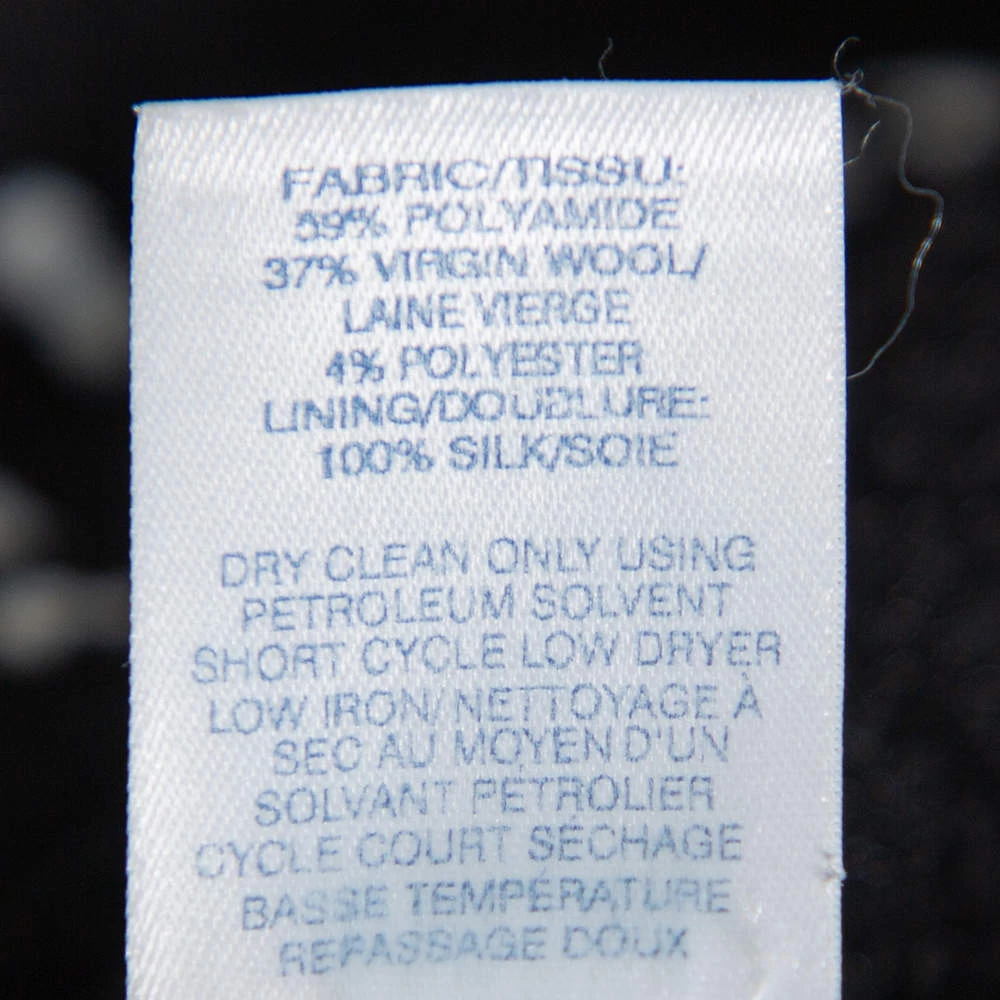 FABRIC/TISSU:
59% POLYAMIDE
37% VIRGIN WOOL/
LAINE VIERGE
4% POLYESTER
LINING/DOUBLURE:
100% SILK/SOIE
DRY CLEAN ONLY USING
PETROLEUM SOLVENT
SHORT CYCLE LOW DRYER
LOW IRON/ NETTOYAGE À
SEC AU MOYEN D'UN
SOLVANT PÉTROLIER
CYCLE COURT SÉCHAGE
BASSE TEMPÉRATURE
REPASSAGE DOUX